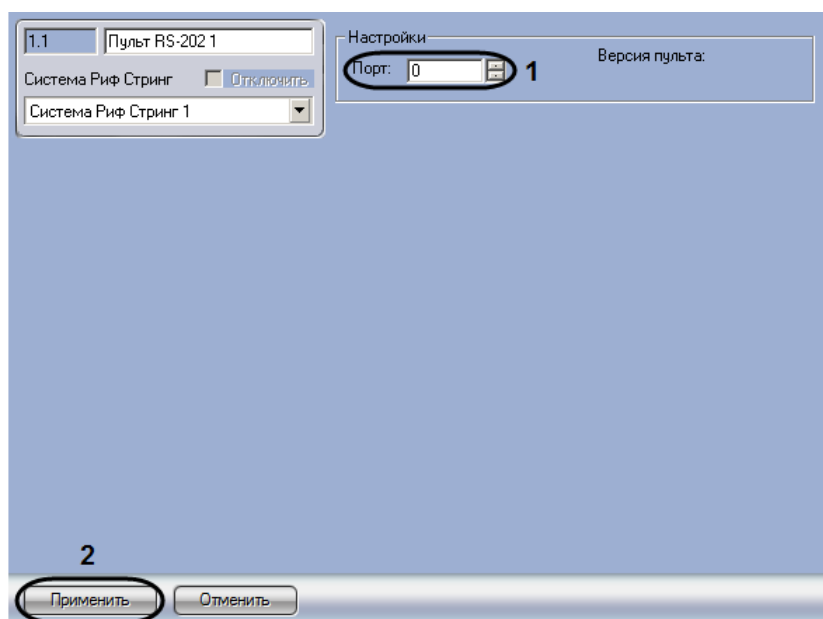 1.1 Пульт RS-202 1
Система Риф Стринг Отключить
Система Риф Стринг 1
Настройки
Порт: 0 1
Версия пульта:
2
Применить Отменить